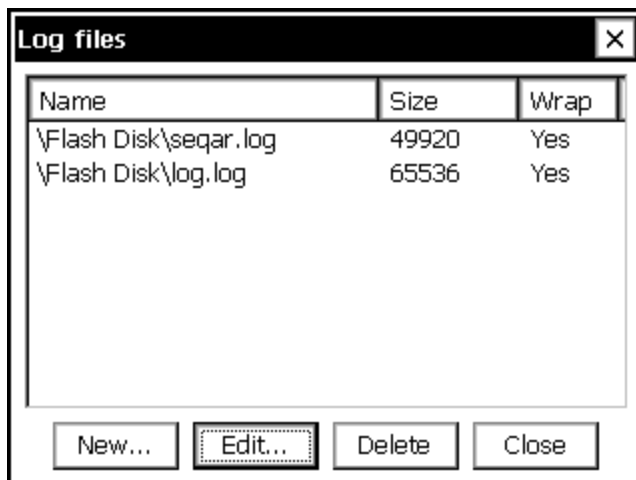 Log files
Name Size Wrap
\Flash Disk\seqar.log 49920 Yes
\Flash Disk\log.log 65536 Yes
New... Edit... Delete Close